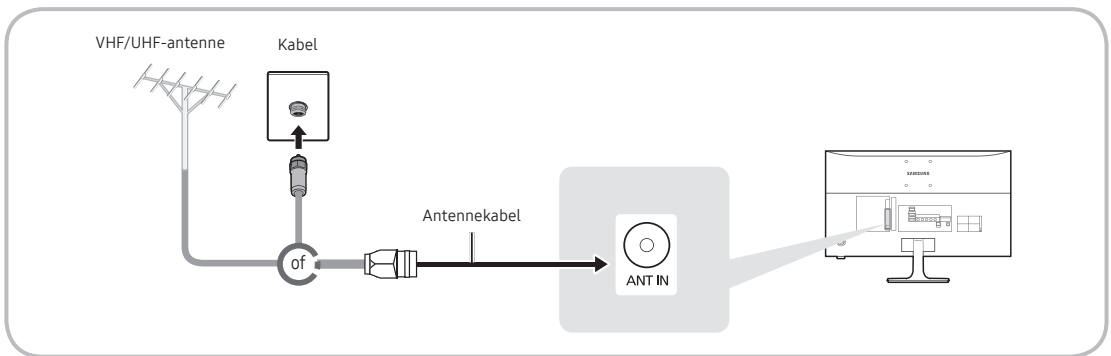 VHF/UHF-antenne
Kabel
SAMSUNG
Antennekabel
of
ANT IN